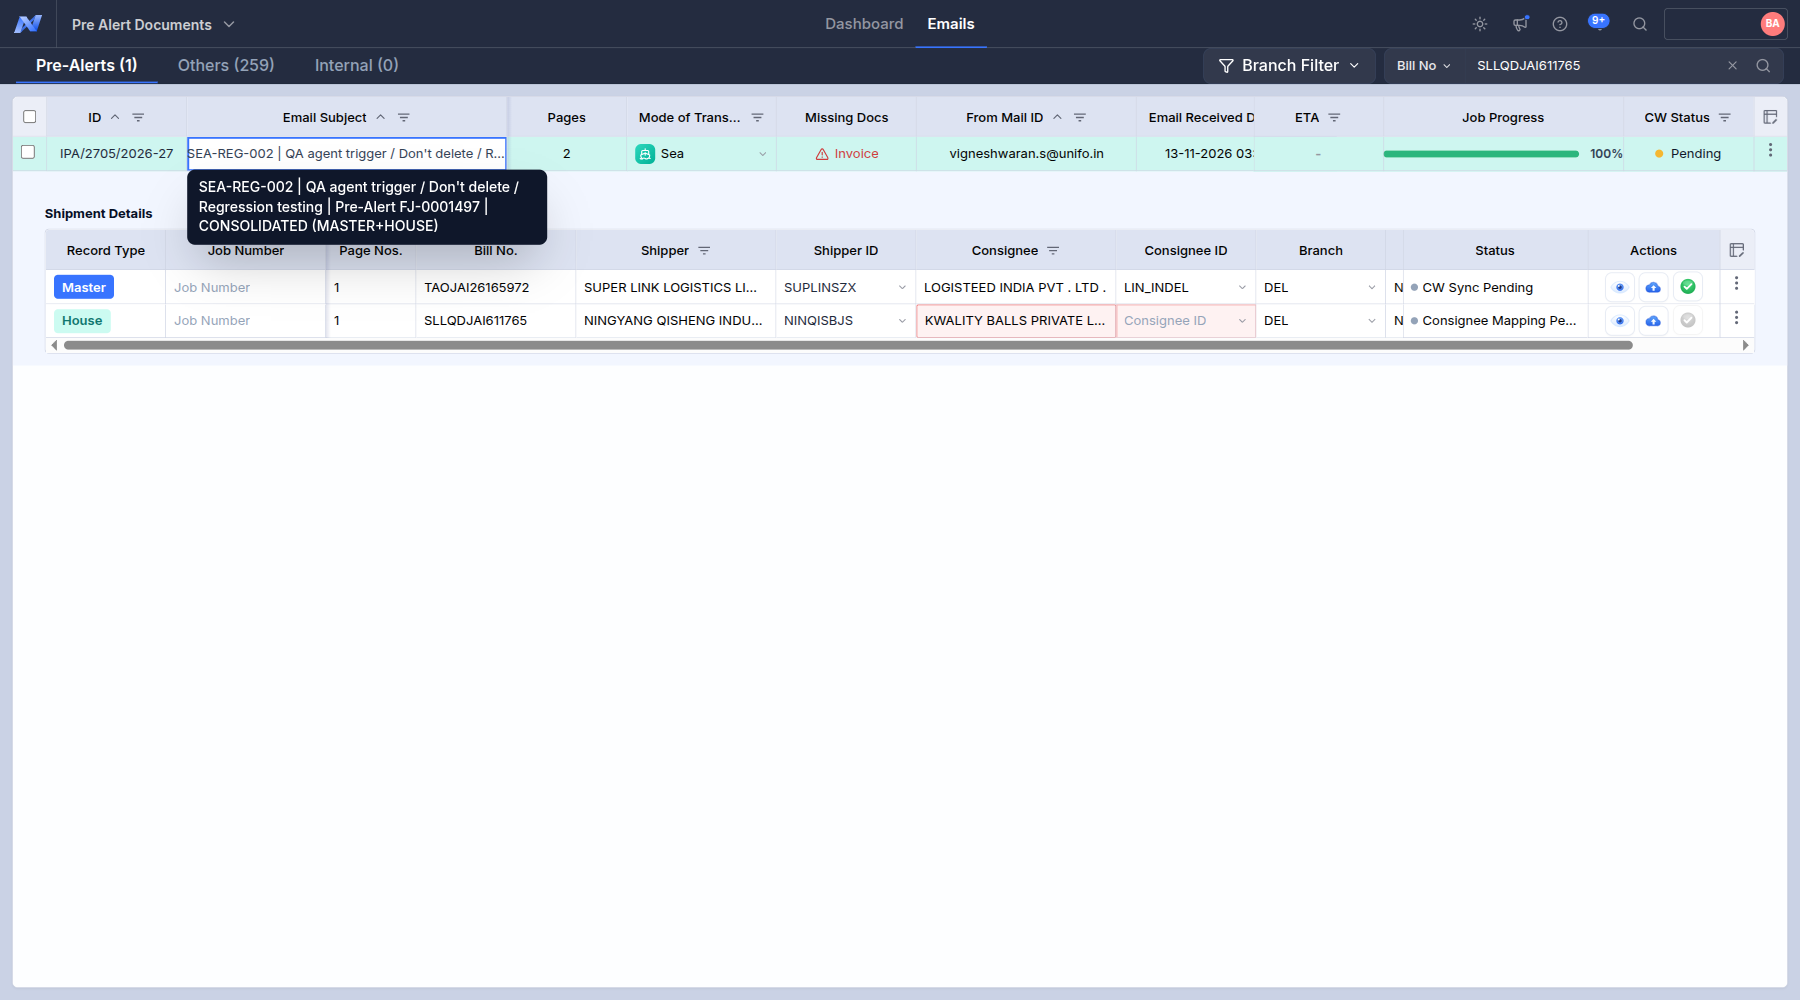 Pre Alert Documents
Dashboard
Emails
9+
BA
Pre-Alerts (1)
Others (259)
Internal (0)
Branch Filter
Bill No
SLLQDJAI611765
ID
Email Subject
Pages
Mode of Trans...
Missing Docs
From Mail ID
Email Received D
ETA
Job Progress
CW Status
IPA/2705/2026-27
SEA-REG-002 | QA agent trigger / Don't delete / R...
2
Sea
Invoice
vigneshwaran.s@unifo.in
13-11-2026 03:
-
100%
Pending
SEA-REG-002 | QA agent trigger / Don't delete /
Regression testing | Pre-Alert FJ-0001497 |
CONSOLIDATED (MASTER+HOUSE)
Shipment Details
Record Type
Job Number
Page Nos.
Bill No.
Shipper
Shipper ID
Consignee
Consignee ID
Branch
Status
Actions
Master
Job Number
1
TAOJAI26165972
SUPER LINK LOGISTICS LI...
SUPLINSZX
LOGISTEED INDIA PVT . LTD .
LIN_INDEL
DEL
N
CW Sync Pending
House
Job Number
1
SLLQDJAI611765
NINGYANG QISHENG INDU...
NINQISBJS
KWALITY BALLS PRIVATE L...
Consignee ID
DEL
N
Consignee Mapping Pe...